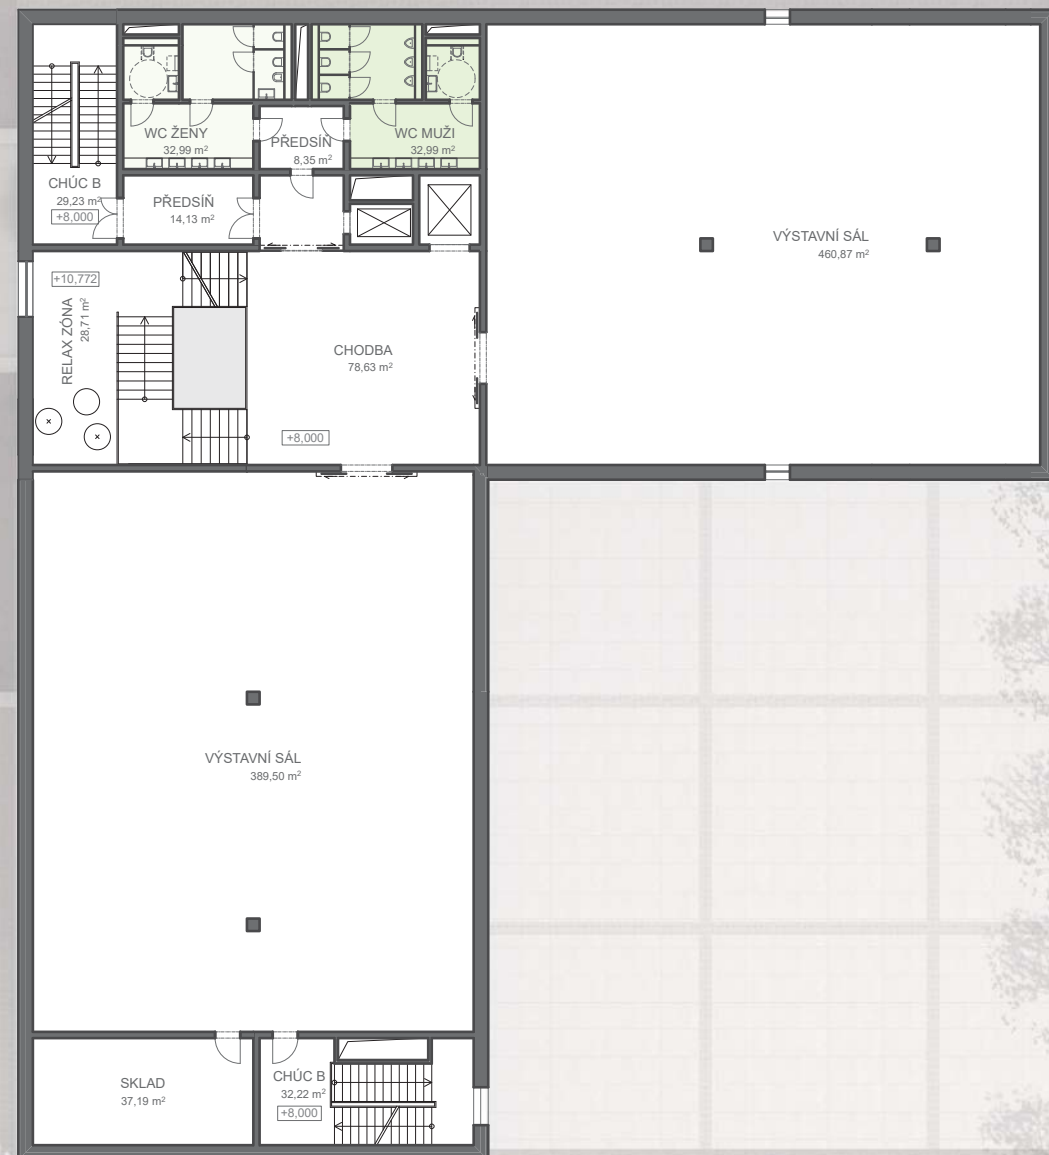 WC ŽENY
32,99 m²
PŘEDSÍŇ
8,35 m²
WC MUŽI
32,99 m²
CHÚC B
29,23 m²
+8,000
PŘEDSÍŇ
14,13 m²
VÝSTAVNÍ SÁL
460,87 m²
+10,772
RELAX ZÓNA
28,71 m²
CHODBA
78,63 m²
+8,000
VÝSTAVNÍ SÁL
389,50 m²
SKLAD
37,19 m²
CHÚC B
32,22 m²
+8,000